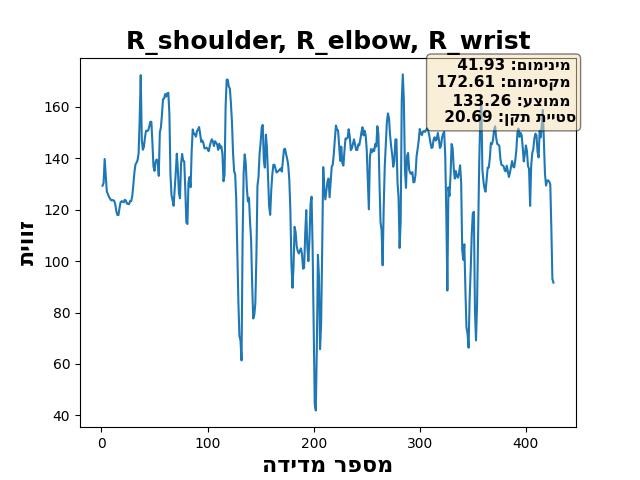 R_shoulder, R_elbow, R_wrist
מינימום: 41.93
מקסימום: 172.61
ממוצע: 133.26
סטיית תקן: 20.69
160
140
120
100
80
60
40
זווית
0 100 200 300 400
מספר מדידה